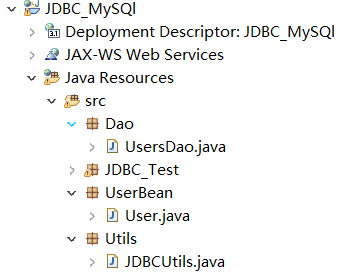 JDBC_MySQl
Deployment Descriptor: JDBC_MySQl
JAX-WS Web Services
Java Resources
src
Dao
UsersDao.java
JDBC_Test
UserBean
User.java
Utils
JDBCUtils.java